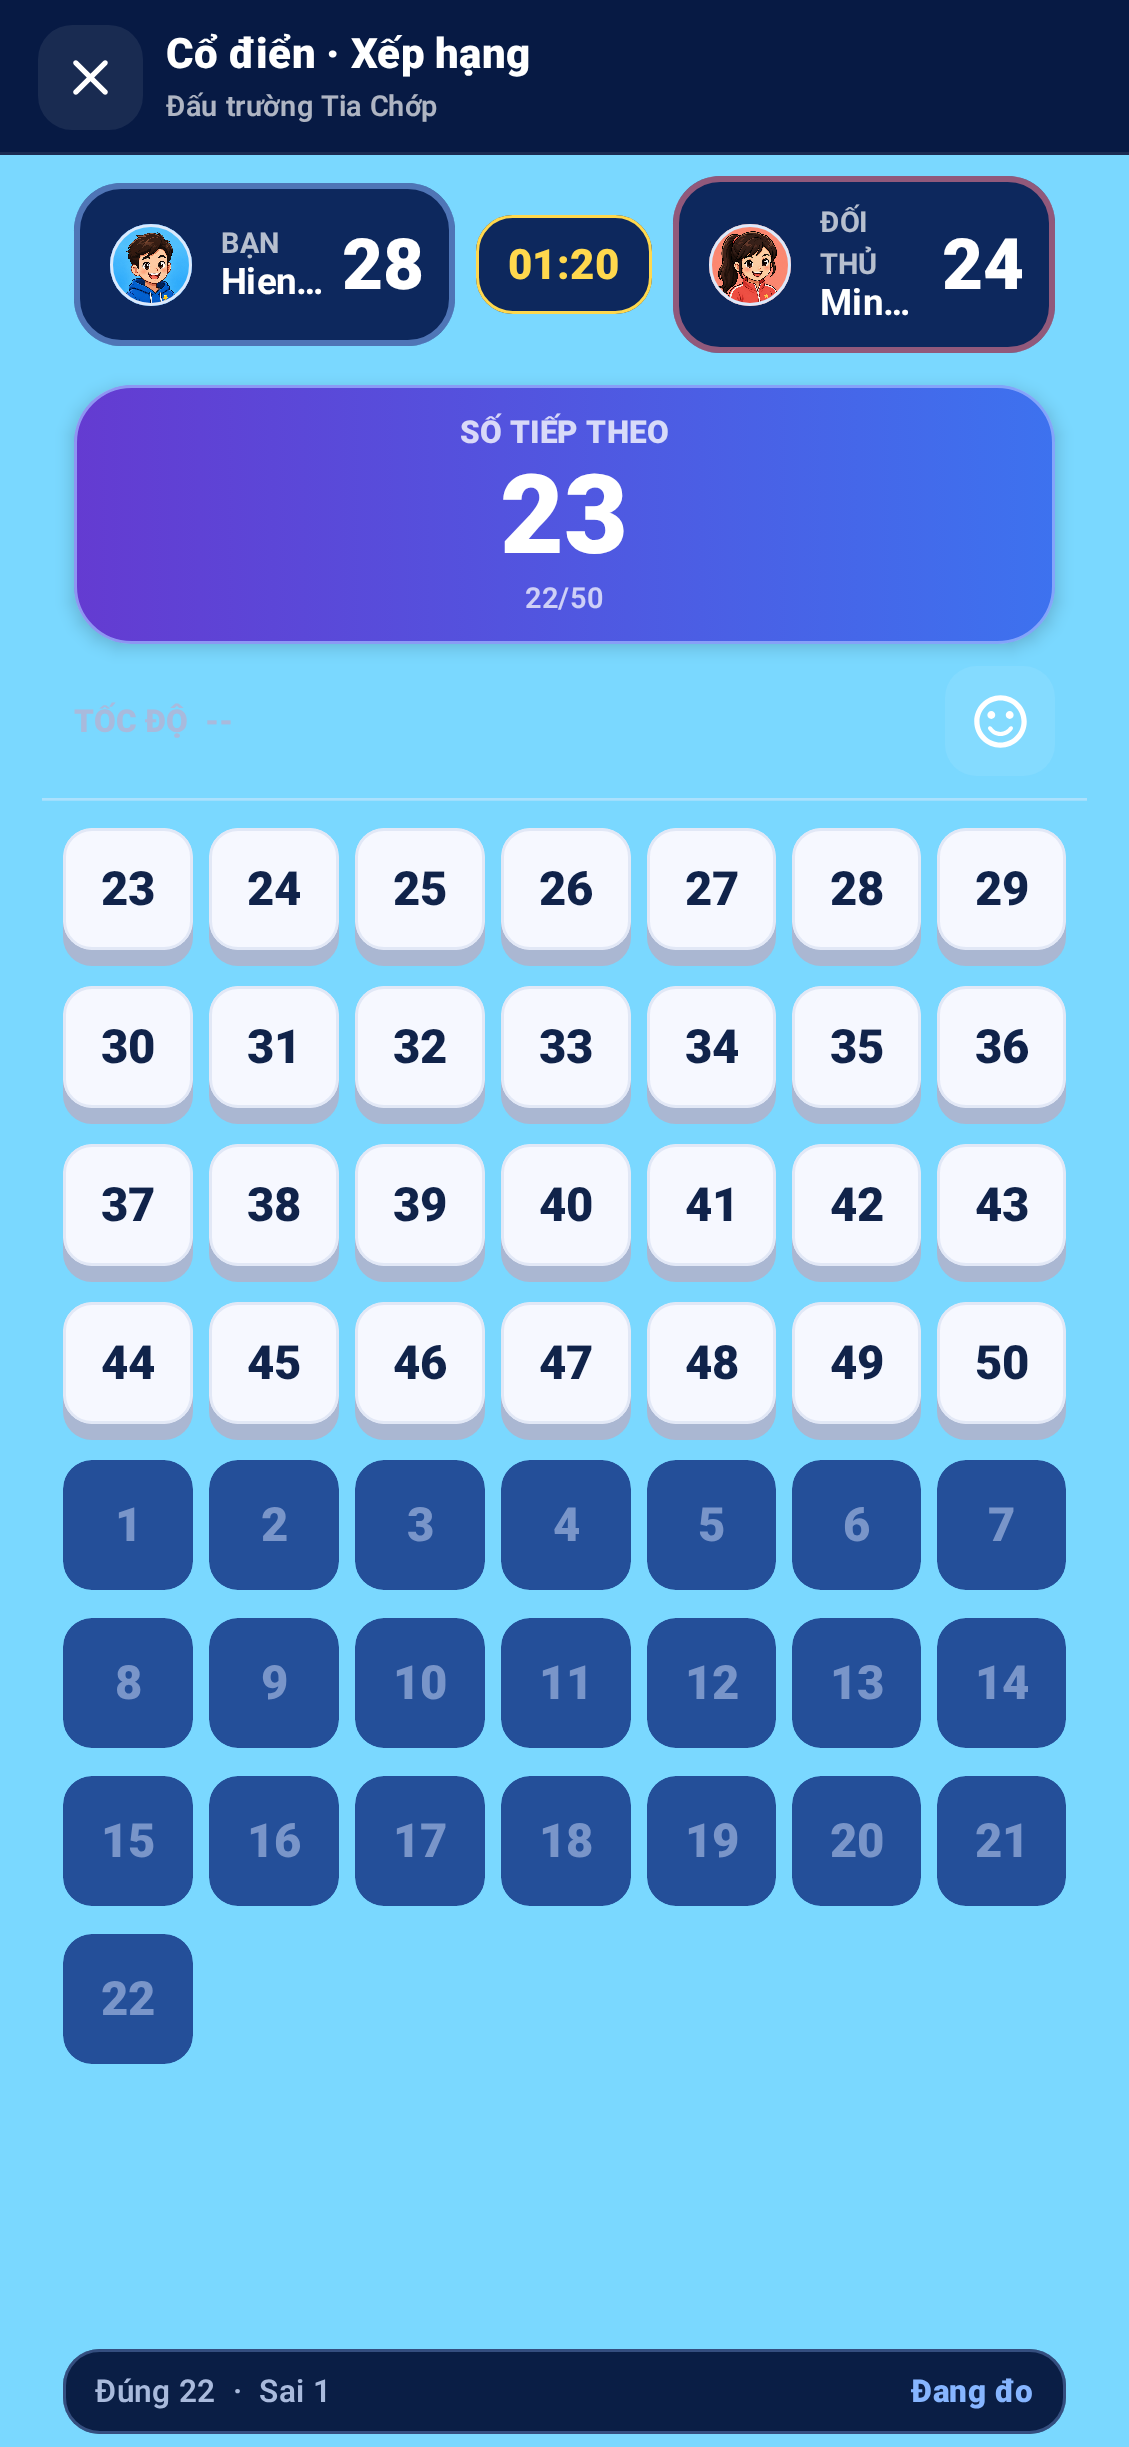 Cổ điển · Xếp hạng
Đấu trường Tia Chớp
BẠN
Hien...
28
01:20
ĐỐI
THỦ
Min...
24
SỐ TIẾP THEO
23
22/50
TỐC ĐỘ --
23 24 25 26 27 28 29
30 31 32 33 34 35 36
37 38 39 40 41 42 43
44 45 46 47 48 49 50
1 2 3 4 5 6 7
8 9 10 11 12 13 14
15 16 17 18 19 20 21
22
Đúng 22 · Sai 1 Đang đo